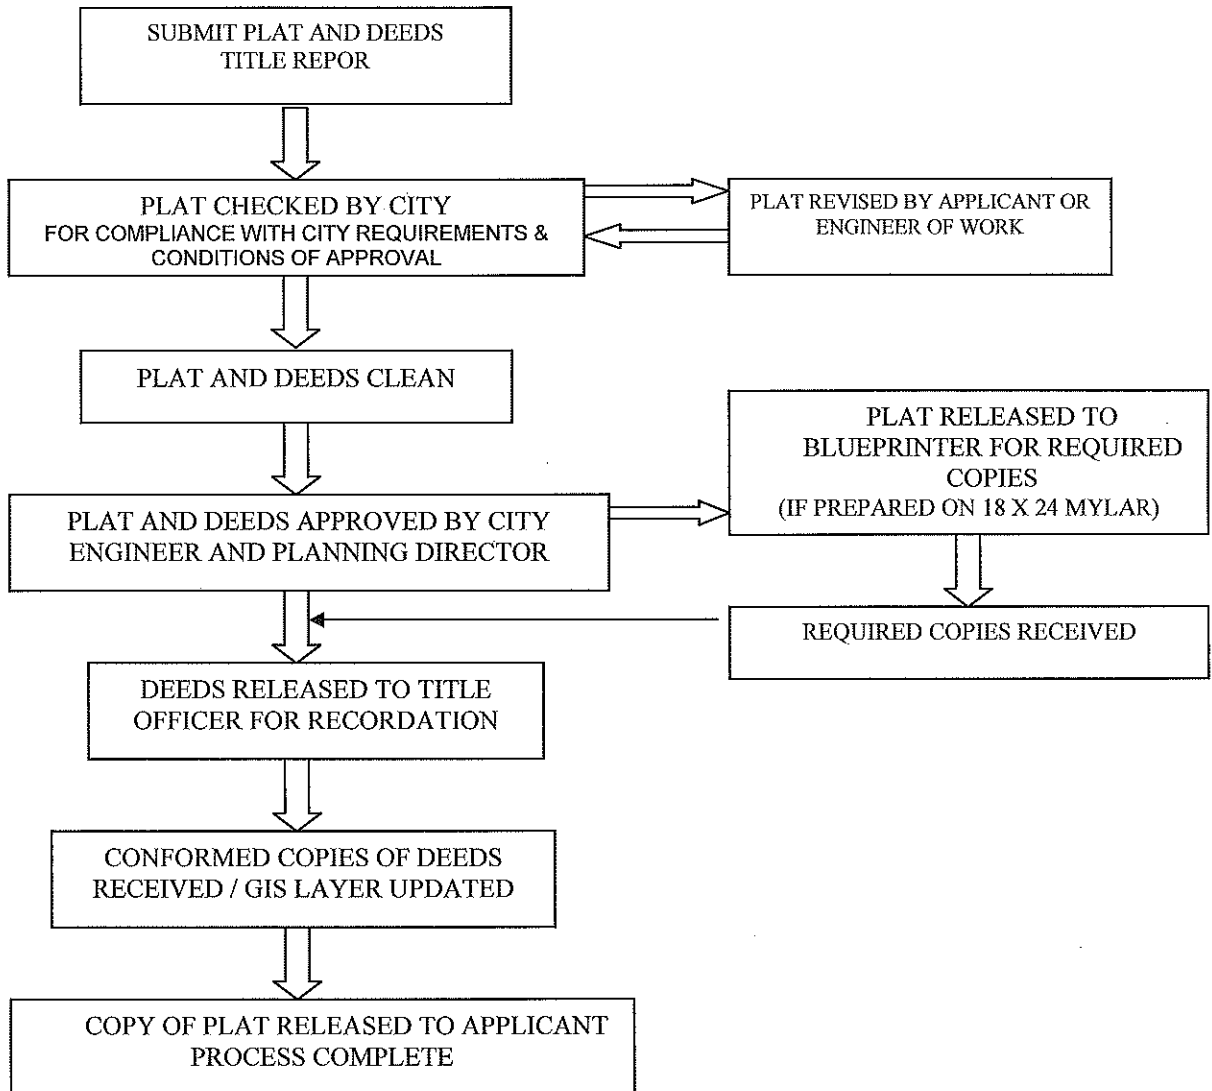 SUBMIT PLAT AND DEEDS
TITLE REPOR
PLAT CHECKED BY CITY
FOR COMPLIANCE WITH CITY REQUIREMENTS &
CONDITIONS OF APPROVAL
PLAT REVISED BY APPLICANT OR
ENGINEER OF WORK
PLAT AND DEEDS CLEAN
PLAT AND DEEDS APPROVED BY CITY
ENGINEER AND PLANNING DIRECTOR
PLAT RELEASED TO
BLUEPRINTER FOR REQUIRED
COPIES
(IF PREPARED ON 18 X 24 MYLAR)
REQUIRED COPIES RECEIVED
DEEDS RELEASED TO TITLE
OFFICER FOR RECORDATION
CONFORMED COPIES OF DEEDS
RECEIVED / GIS LAYER UPDATED
COPY OF PLAT RELEASED TO APPLICANT
PROCESS COMPLETE